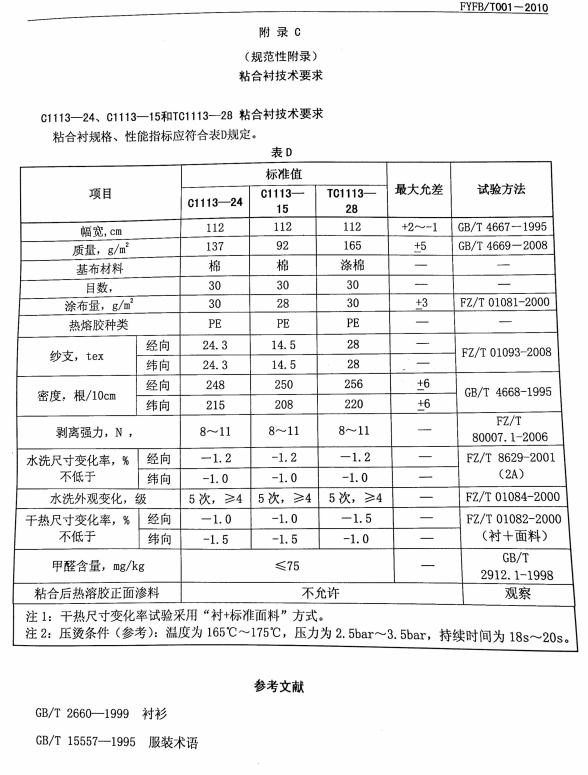 FYFB/T001－2010
附 录 C
（规范性附录）
粘合衬技术要求
C1113—24、C1113—15和TC1113—28 粘合衬技术要求
粘合衬规格、性能指标应符合表D规定。
表 D
项目 标准值 最大允差 试验方法
C1113—24 C1113—15 TC1113—28
幅宽,cm 112 112 112 +2～-1 GB/T 4667－1995
质量，g/m² 137 92 165 ±5 GB/T 4669－2008
基布材料 棉 棉 涤棉 — —
目数， 30 30 30 — —
涂布量，g/m² 30 28 30 ±3 FZ/T 01081-2000
热熔胶种类 PE PE PE — —
纱支，tex 经向 24.3 14.5 28 — FZ/T 01093-2008
纬向 24.3 14.5 28 —
密度，根/10cm 经向 248 250 256 ±6 GB/T 4668-1995
纬向 215 208 220 ±6
剥离强力，N， 8～11 8～11 8～11 — FZ/T 80007.1-2006
水洗尺寸变化率，% 不低于 经向 －1.2 -1.2 －1.2 — FZ/T 8629-2001（2A）
纬向 -1.0 -1.0 -1.0 —
水洗外观变化，级 5 次，≥4 5 次，≥4 5 次，≥4 — FZ/T 01084-2000
干热尺寸变化率，% 不低于 经向 －1.0 -1.0 －1.5 — FZ/T 01082-2000（衬＋面料）
纬向 -1.5 -1.5 -1.0 —
甲醛含量，mg/kg ≤75 — GB/T 2912.1-1998
粘合后热熔胶正面渗料 不允许 观察
注 1：干热尺寸变化率试验采用“衬+标准面料”方式。
注 2：压烫条件（参考）：温度为 165℃～175℃，压力为 2.5bar～3.5bar，持续时间为 18s～20s。
参考文献
GB/T 2660—1999 衬衫
GB/T 15557—1995 服装术语